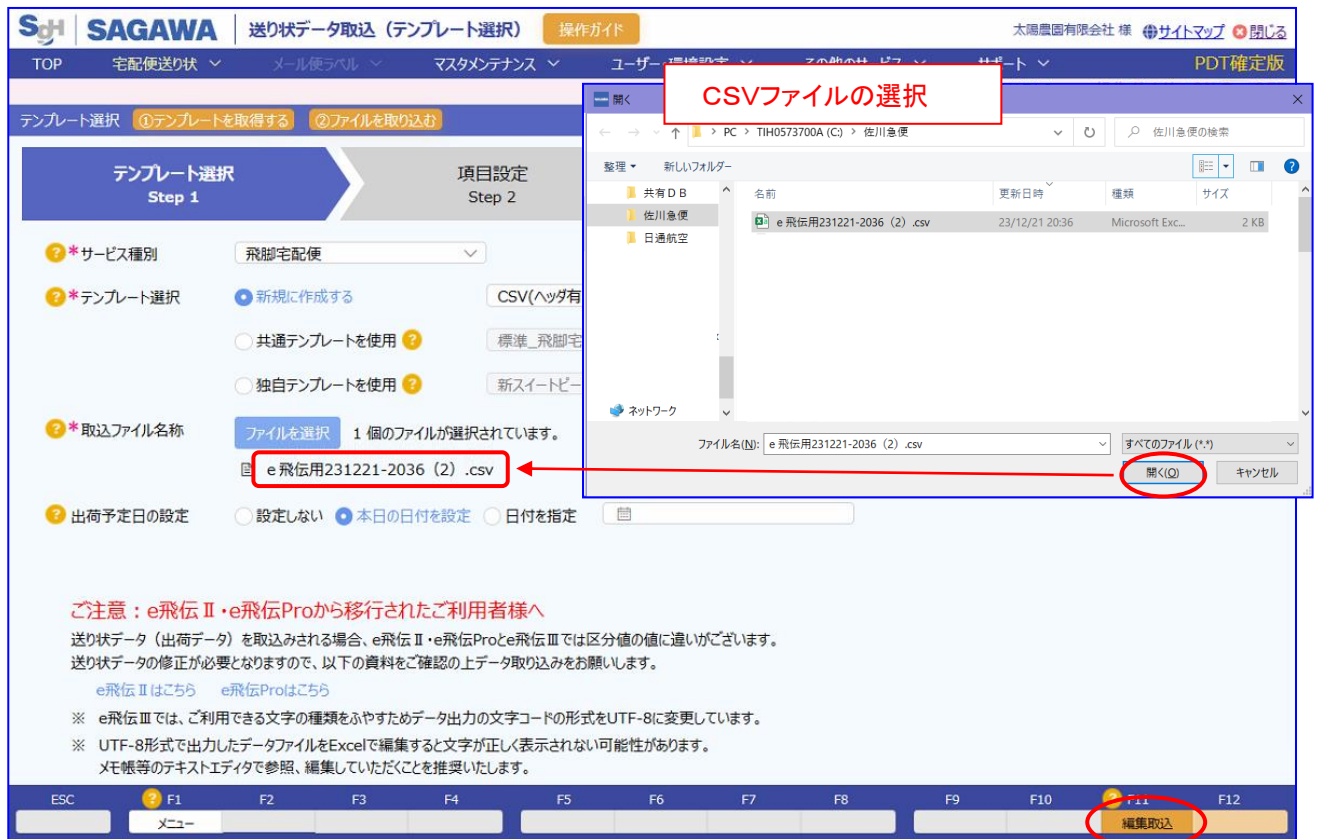 SGH SAGAWA 送り状データ取込（テンプレート選択） 操作ガイド 太陽農園有限会社 様 サイトマップ 閉じる
TOP 宅配便送り状 メール便ラベル マスタメンテナンス ユーザー・環境設定 その他のサービス サポート PDT確定版
テンプレート選択 ①テンプレートを取得する ②ファイルを取り込む
テンプレート選択
Step 1
項目設定
Step 2
? *サービス種別 飛脚宅配便
? *テンプレート選択 新規に作成する CSV(ヘッダ有
共通テンプレートを使用 ? 標準_飛脚宅
独自テンプレートを使用 ? 新スイートピー
? *取込ファイル名称 ファイルを選択 1 個のファイルが選択されています。
e飛伝用231221-2036（2）.csv
? 出荷予定日の設定 設定しない 本日の日付を設定 日付を指定
開く
CSVファイルの選択
PC > TIH0573700A (C:) > 佐川急便 佐川急便の検索
整理 新しいフォルダー ?
共有ＤＢ
佐川急便
日通航空
ネットワーク
名前 更新日時 種類 サイズ
e飛伝用231221-2036（2）.csv 23/12/21 20:36 Microsoft Exc... 2 KB
ファイル名(N): e飛伝用231221-2036（2）.csv すべてのファイル (*.*)
開く(O) キャンセル
ご注意：e飛伝Ⅱ・e飛伝Proから移行されたご利用者様へ
送り状データ（出荷データ）を取込みされる場合、e飛伝Ⅱ・e飛伝Proとe飛伝Ⅲでは区分値の値に違いがございます。
送り状データの修正が必要となりますので、以下の資料をご確認の上データ取り込みをお願いします。
e飛伝Ⅱはこちら e飛伝Proはこちら
※ e飛伝Ⅲでは、ご利用できる文字の種類をふやすためデータ出力の文字コードの形式をUTF-8に変更しています。
※ UTF-8形式で出力したデータファイルをExcelで編集すると文字が正しく表示されない可能性があります。
メモ帳等のテキストエディタで参照、編集していただくことを推奨いたします。
ESC ? F1 F2 F3 F4 F5 F6 F7 F8 F9 F10 ? F11 F12
メニュー 編集取込